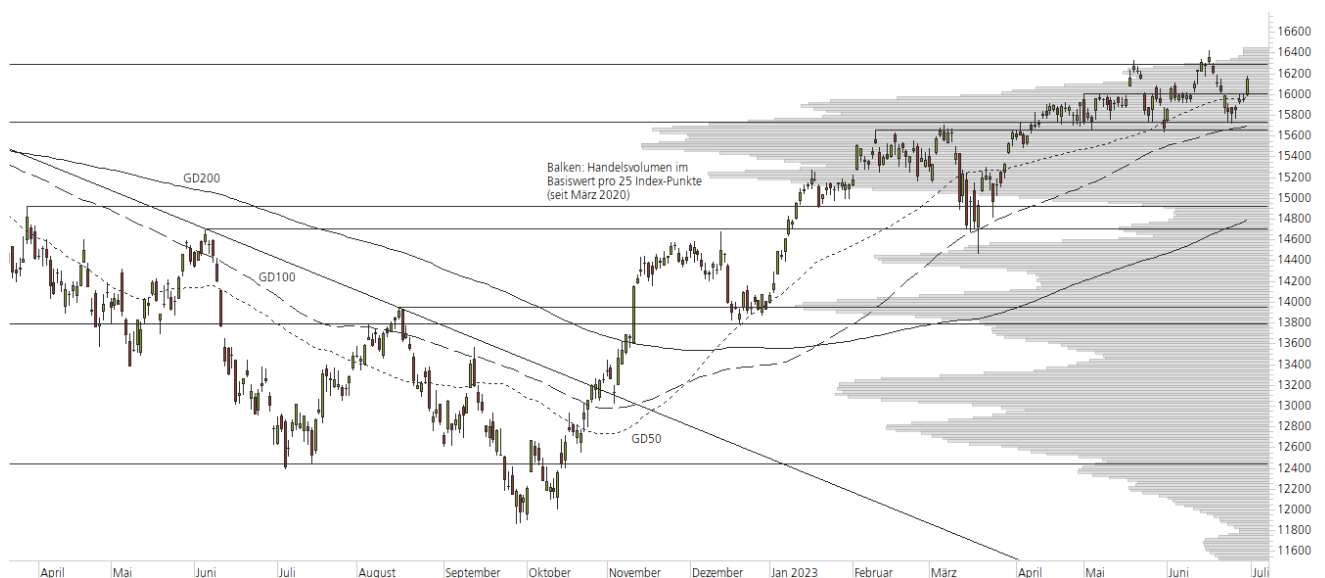 16600
16400
16200
16000
15800
15600
15400
15200
15000
14800
14600
14400
14200
14000
13800
13600
13400
13200
13000
12800
12600
12400
12200
12000
11800
11600
GD200
Balken: Handelsvolumen im
Basiswert pro 25 Index-Punkte
(seit März 2020)
GD100
GD50
April
Mai
Juni
Juli
August
September
Oktober
November
Dezember
Jan 2023
Februar
März
April
Mai
Juni
Juli